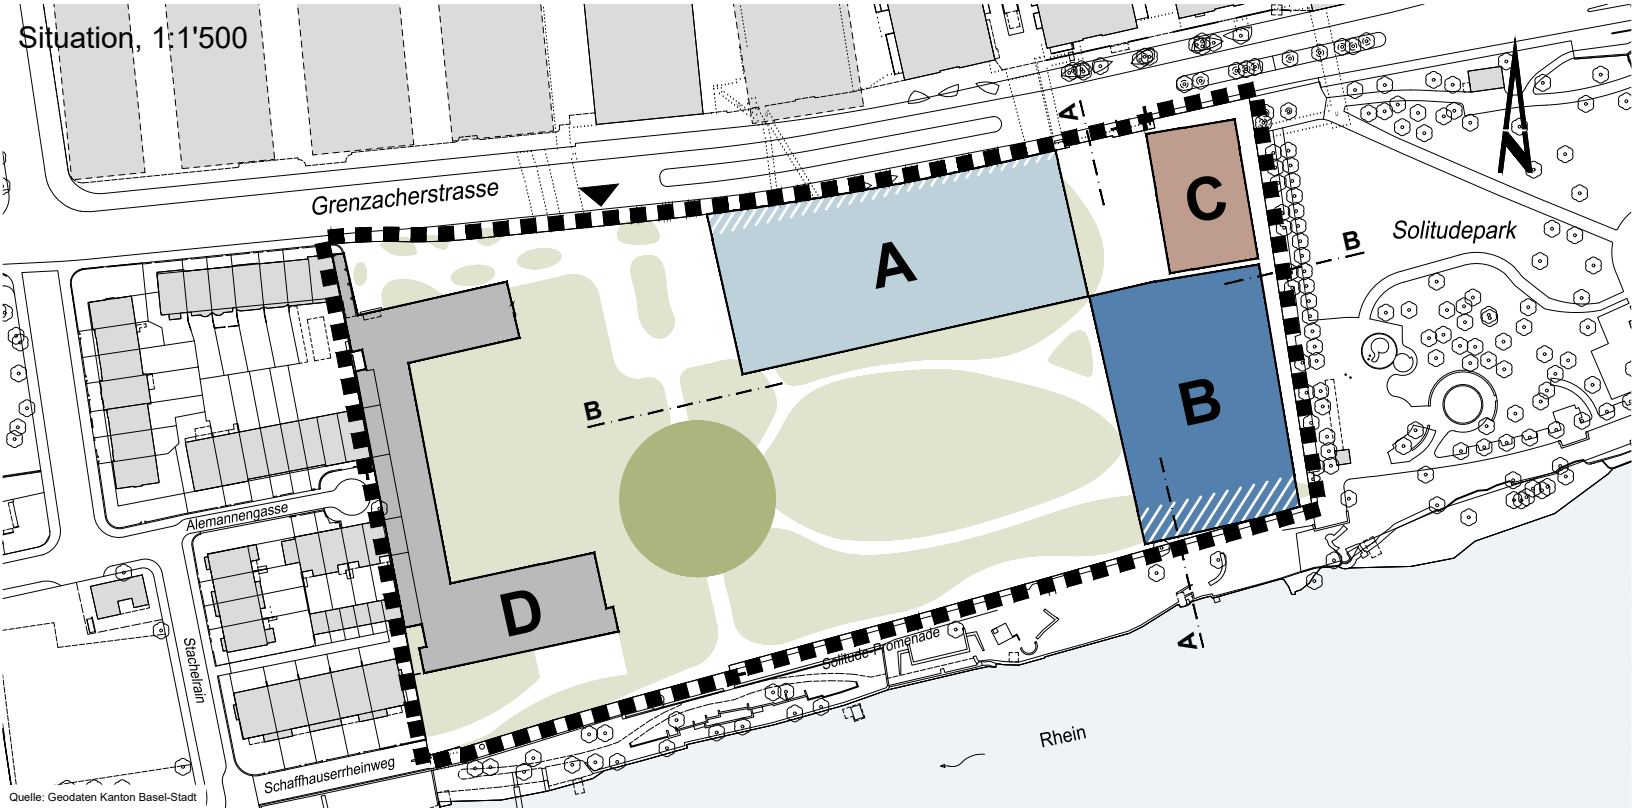 Situation, 1:1'500
Grenzacherstrasse
A
N
C
A
B
Solitudepark
B
B
Alemannengasse
D
Stachelrain
A
Solitude-Promenade
Rhein
Schaffhauserrheinweg
Quelle: Geodaten Kanton Basel-Stadt